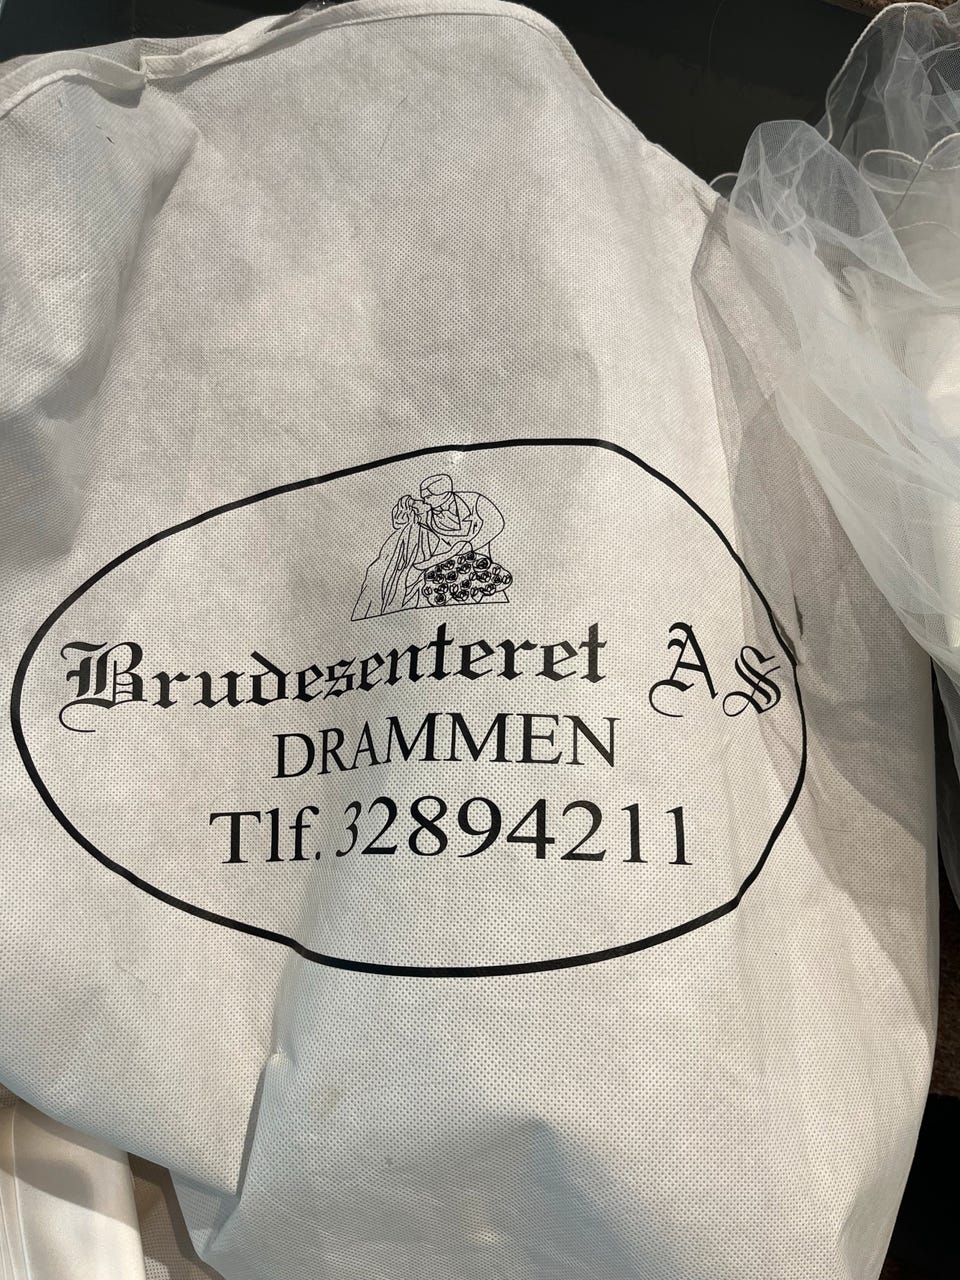 Brudesenteret AS
DRAMMEN
Tlf. 32894211